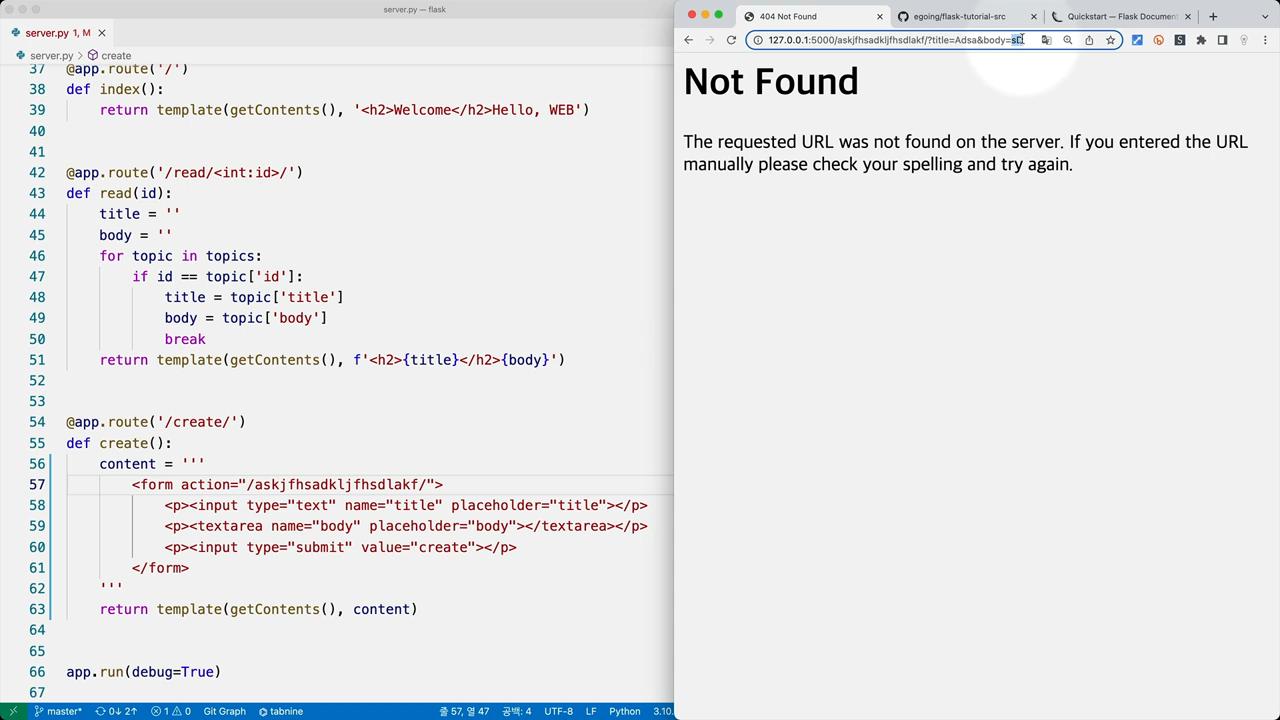 server.py — flask
server.py 1, M
server.py > create
37 @app.route('/')
38 def index():
39 return template(getContents(), '<h2>Welcome</h2>Hello, WEB')
40
41
42 @app.route('/read/<int:id>/')
43 def read(id):
44 title = ''
45 body = ''
46 for topic in topics:
47 if id == topic['id']:
48 title = topic['title']
49 body = topic['body']
50 break
51 return template(getContents(), f'<h2>{title}</h2>{body}')
52
53
54 @app.route('/create/')
55 def create():
56 content = '''
57 <form action="/askjfhsadkljfhsdlakf/">
58 <p><input type="text" name="title" placeholder="title"></p>
59 <p><textarea name="body" placeholder="body"></textarea></p>
60 <p><input type="submit" value="create"></p>
61 </form>
62 '''
63 return template(getContents(), content)
64
65
66 app.run(debug=True)
67
master* 0↓ 2↑ 1 0 Git Graph tabnine 줄 57, 열 47 공백: 4 UTF-8 LF Python 3.10.
404 Not Found
egoing/flask-tutorial-src
Quickstart — Flask Document
127.0.0.1:5000/askjfhsadkljfhsdlakf/?title=Adsa&body=
Not Found
The requested URL was not found on the server. If you entered the URL
manually please check your spelling and try again.